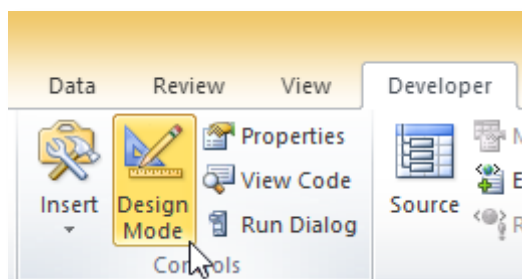 Data Review View Developer
Insert
Design Mode
Properties
View Code
Run Dialog
Source
Controls